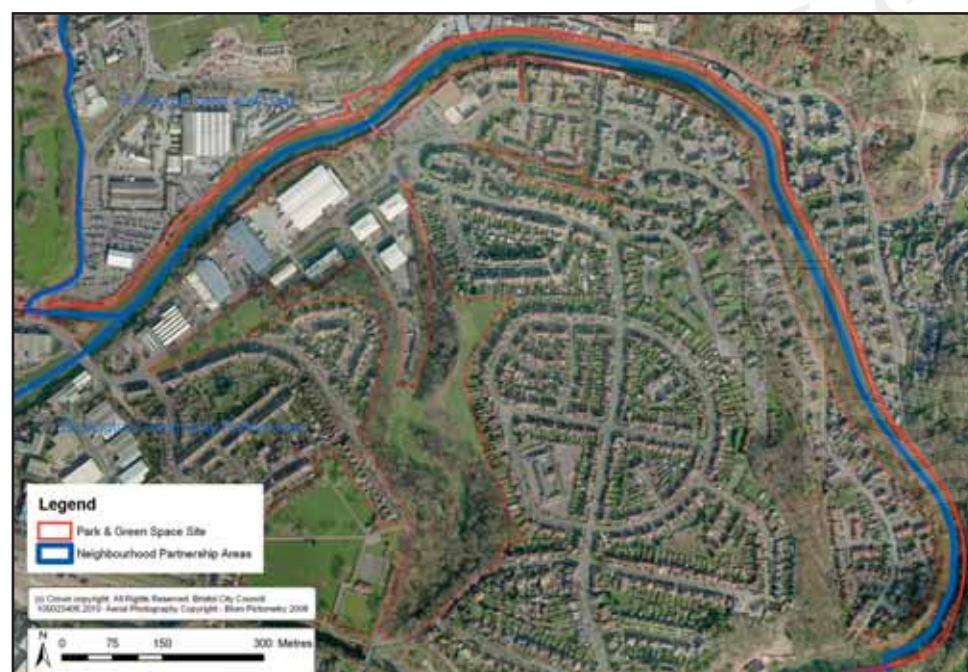 Legend
Park & Green Space Site
Neighbourhood Partnership Areas
(c) Crown copyright. All Rights Reserved. Bristol City Council
100023406.2010. Aerial Photography Copyright - Blom Pictometry 2008
N
0 75 150 300 Metres